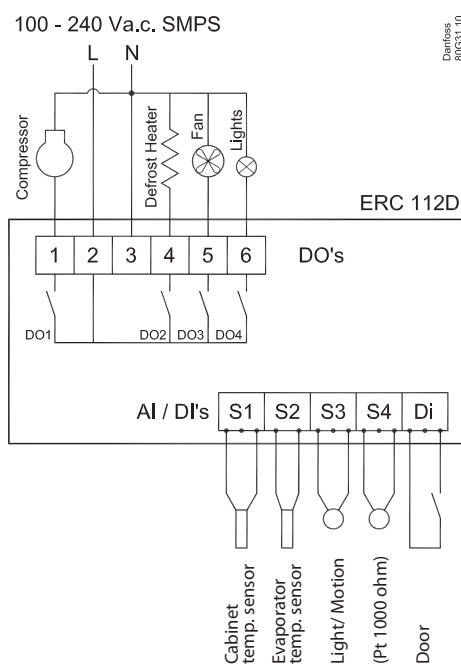 100 - 240 Va.c. SMPS
L N
Danfoss
80G31.10
Compressor
Defrost Heater
Fan
Lights
ERC 112D
1 2 3 4 5 6 DO's
DO1 DO2 DO3 DO4
AI / DI's S1 S2 S3 S4 Di
Cabinet
temp. sensor
Evaporator
temp. sensor
Light/ Motion
(Pt 1000 ohm)
Door